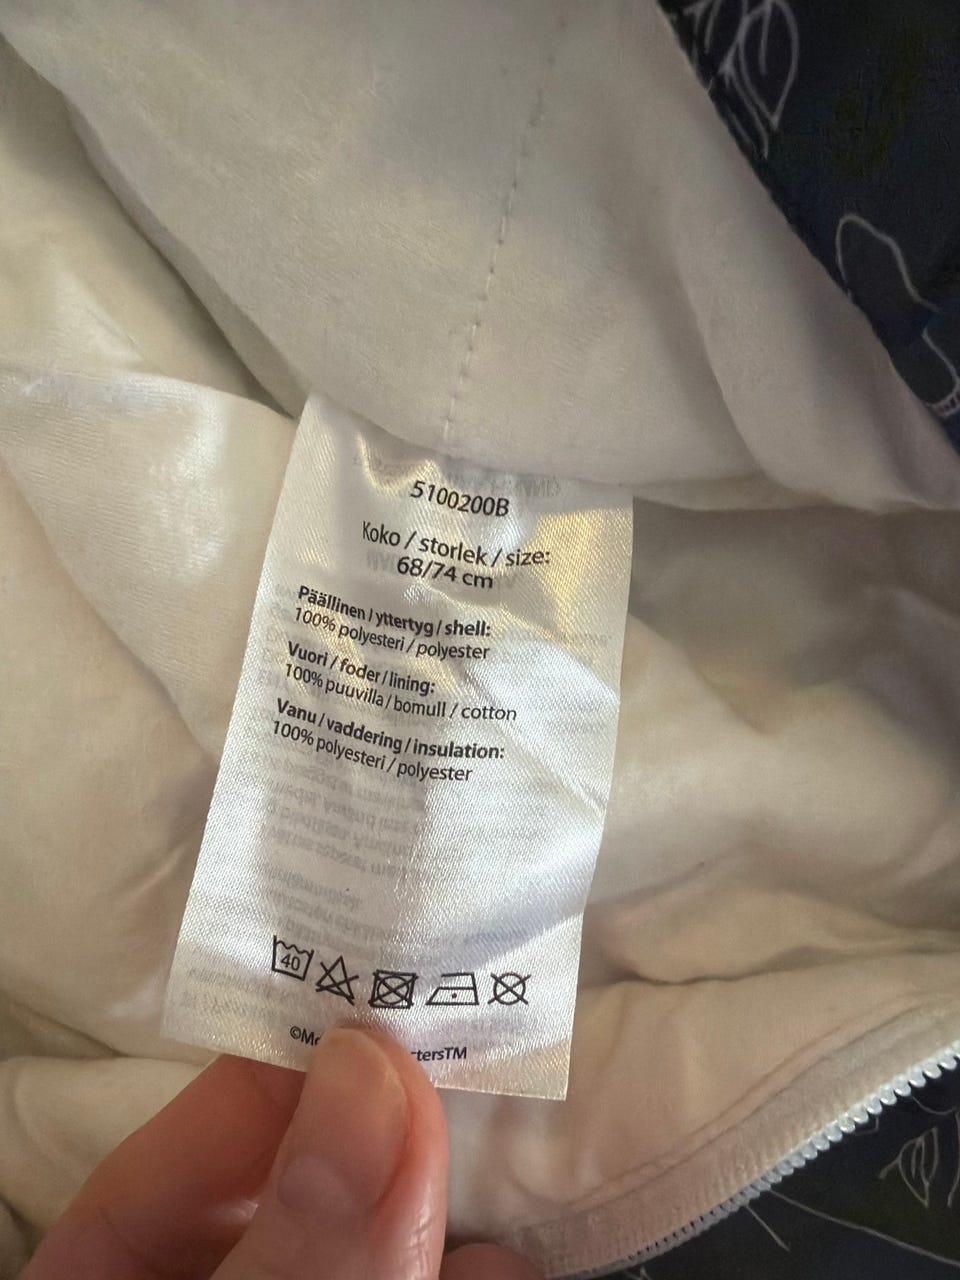 5100200B
Koko / storlek / size:
68/74 cm
Päällinen / yttertyg / shell:
100% polyesteri / polyester
Vuori / foder / lining:
100% puuvilla / bomull / cotton
Vanu / vaddering / insulation:
100% polyesteri / polyester
40